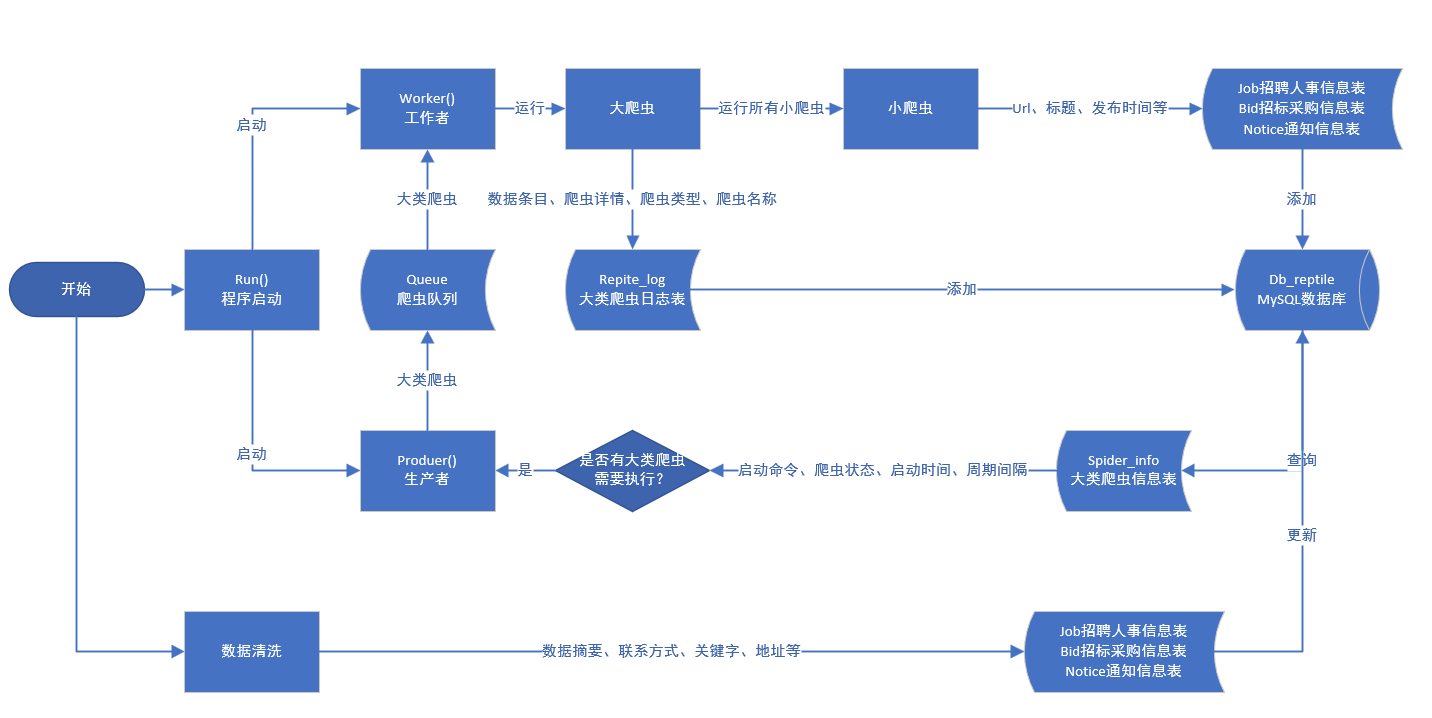 Worker()
工作者
运行
大爬虫
运行所有小爬虫
小爬虫
Url、标题、发布时间等
Job招聘人事信息表
Bid招标采购信息表
Notice通知信息表
启动
大类爬虫
数据条目、爬虫详情、爬虫类型、爬虫名称
添加
开始
Run()
程序启动
Queue
爬虫队列
Repite_log
大类爬虫日志表
添加
Db_reptile
MySQL数据库
大类爬虫
启动
Produer()
生产者
是
是否有大类爬虫
需要执行?
启动命令、爬虫状态、启动时间、周期间隔
Spider_info
大类爬虫信息表
查询
更新
数据清洗
数据摘要、联系方式、关键字、地址等
Job招聘人事信息表
Bid招标采购信息表
Notice通知信息表